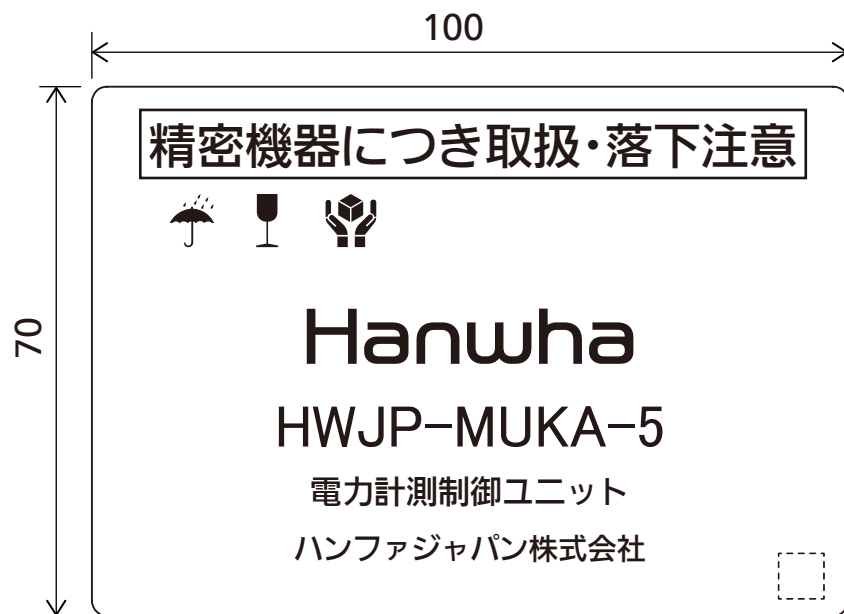 100
70
精密機器につき取扱・落下注意
Hanwha
HWJP-MUKA-5
電力計測制御ユニット
ハンファジャパン株式会社